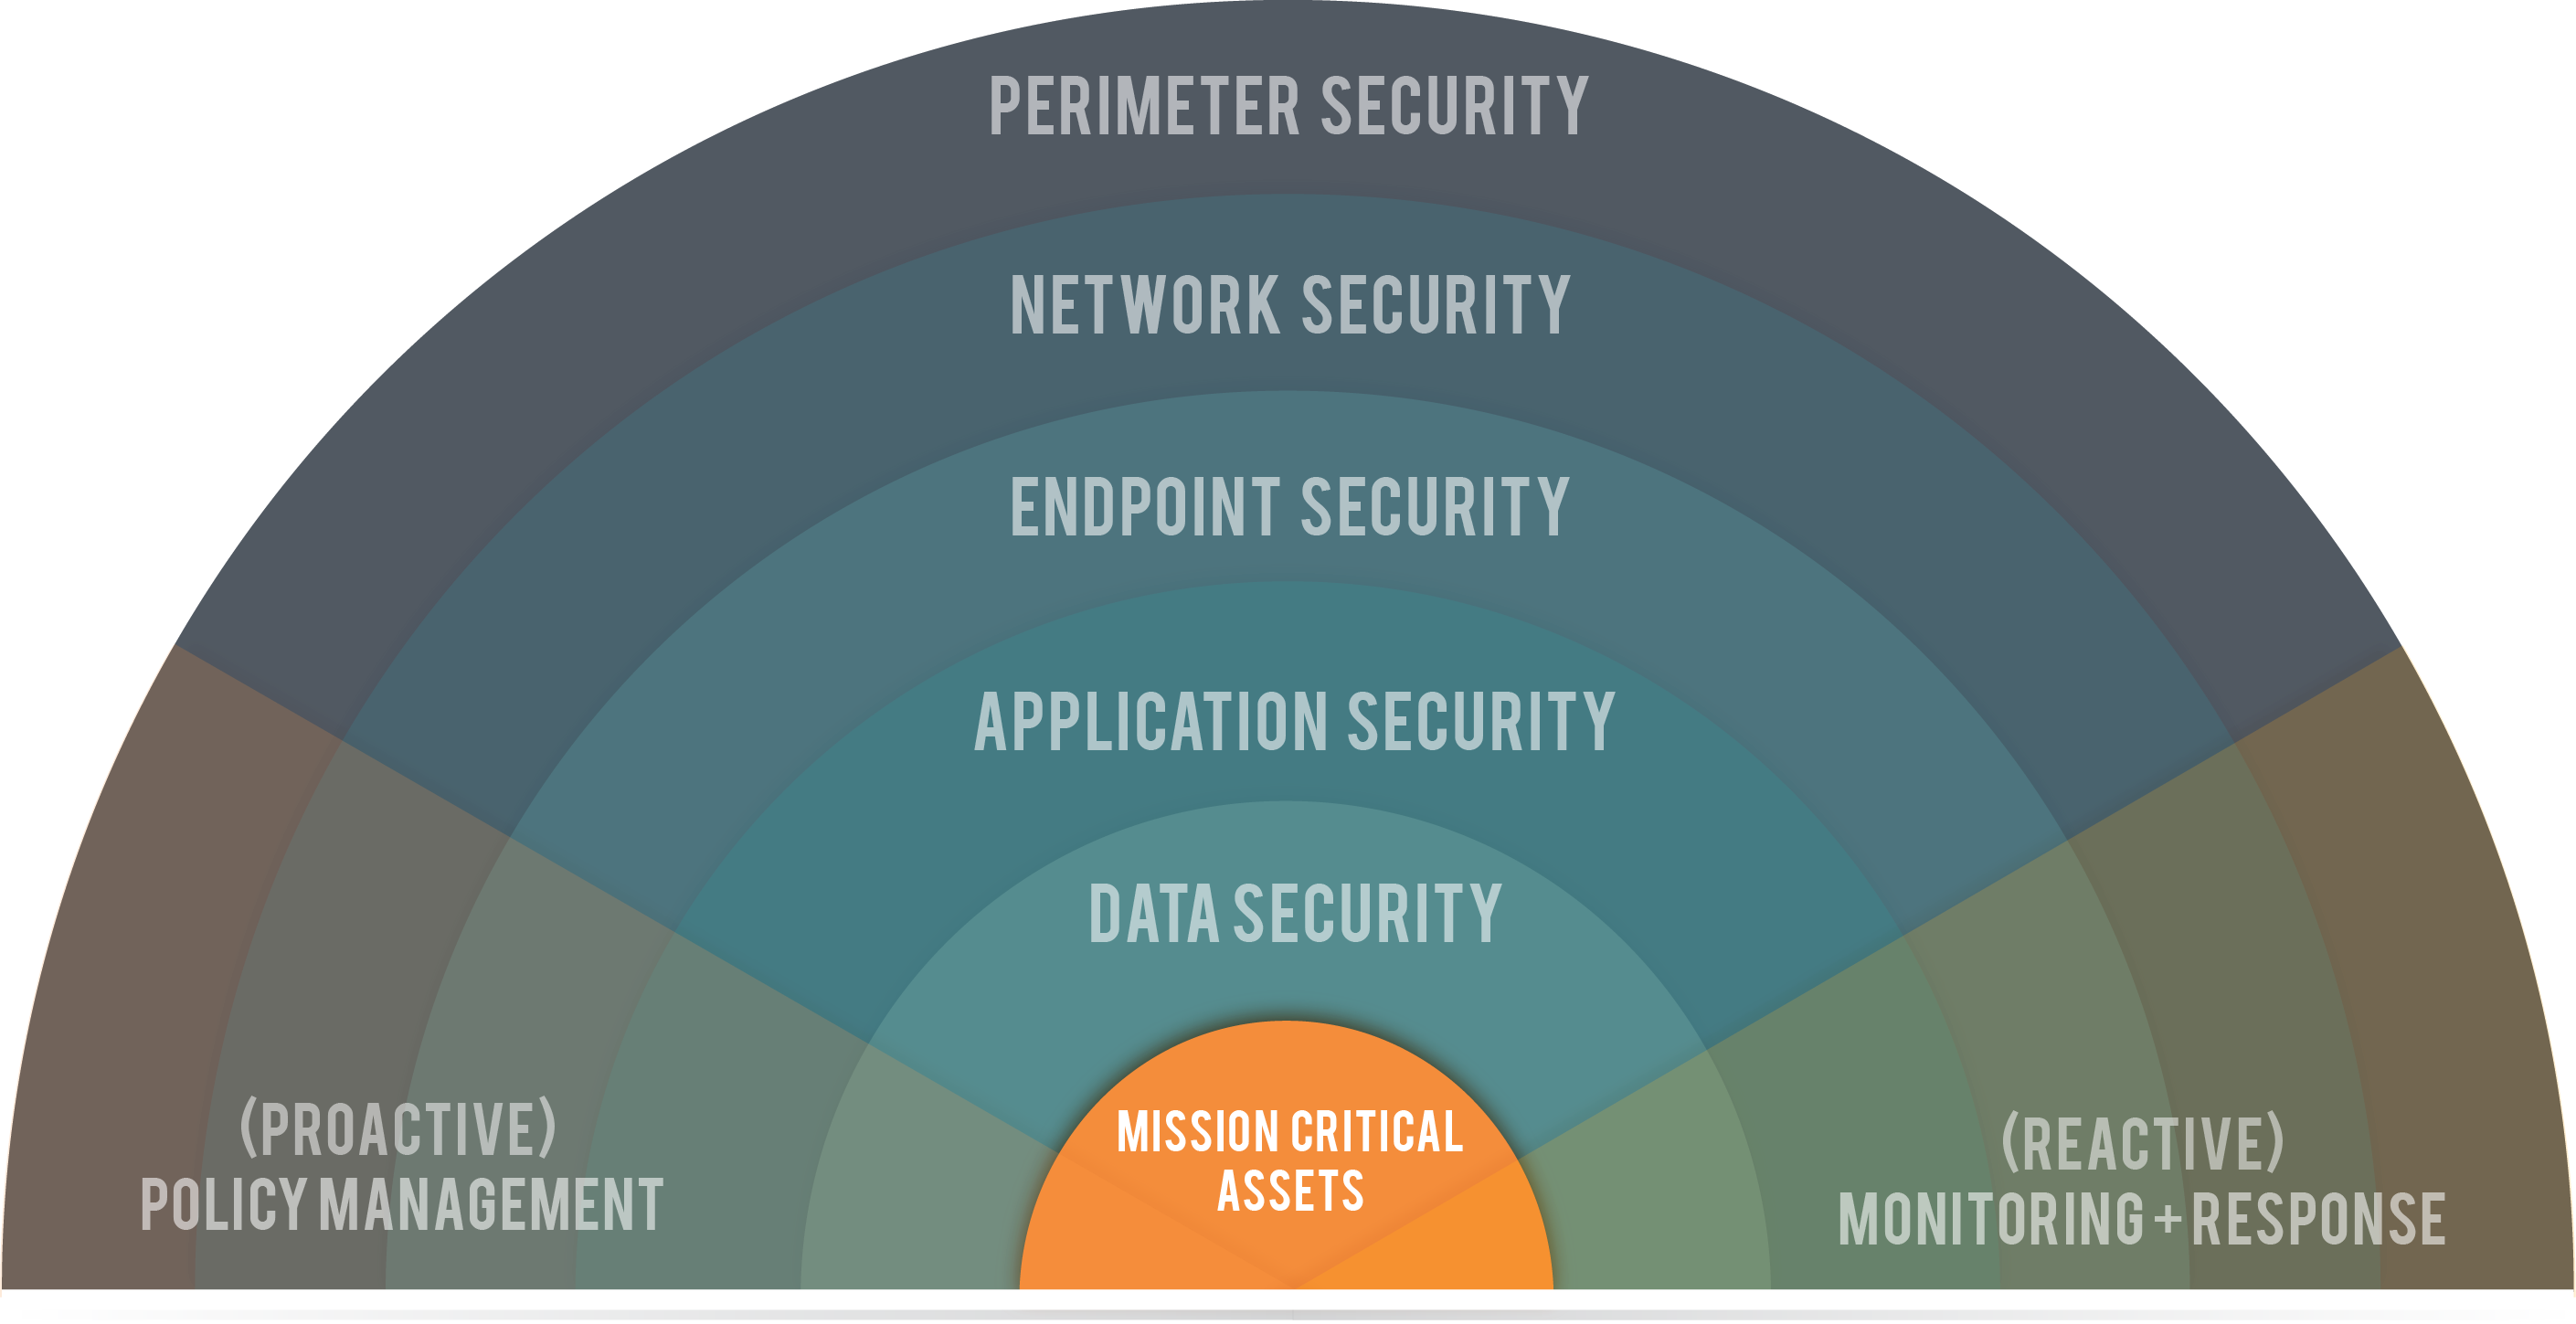 PERIMETER SECURITY
NETWORK SECURITY
ENDPOINT SECURITY
APPLICATION SECURITY
DATA SECURITY
MISSION CRITICAL
ASSETS
(PROACTIVE)
POLICY MANAGEMENT
(REACTIVE)
MONITORING + RESPONSE